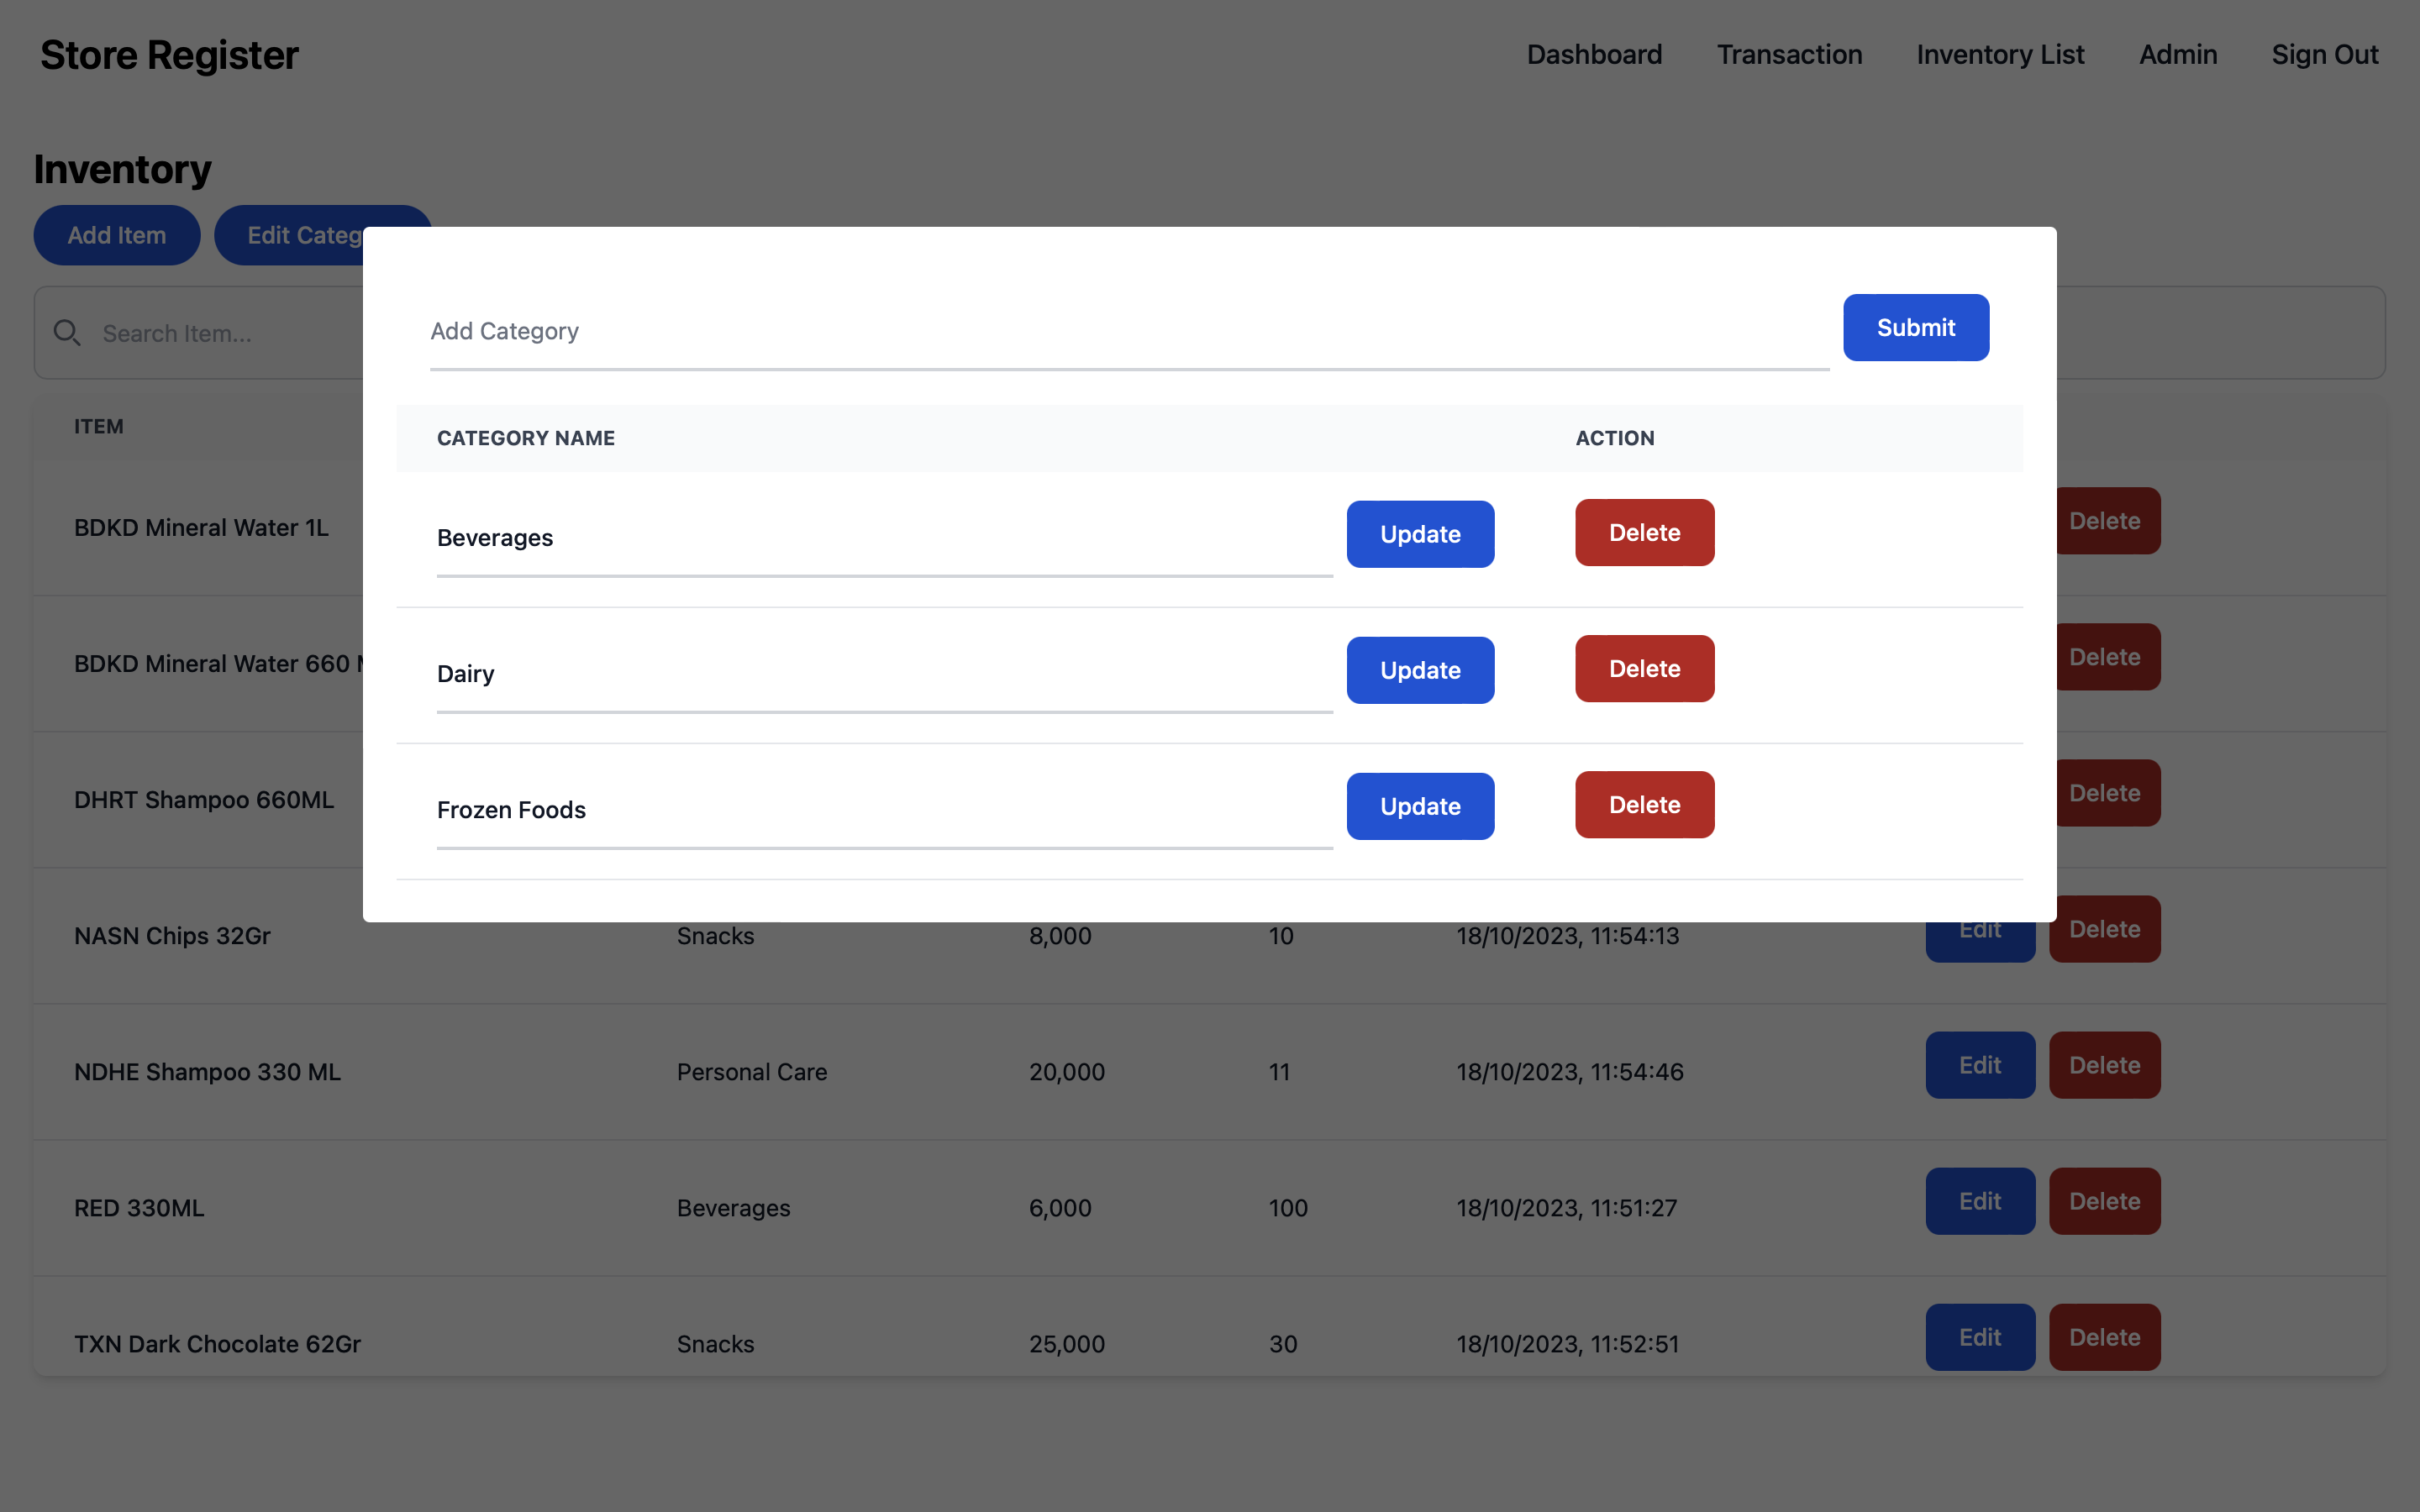 Store Register
Dashboard Transaction Inventory List Admin Sign Out
Inventory
Add Item Edit
Search Item...
Add Category Submit
CATEGORY NAME ACTION
Beverages Update Delete
Dairy Update Delete
Frozen Foods Update Delete
ITEM
BDKD Mineral Water 1L Delete
BDKD Mineral Water 660 Delete
DHRT Shampoo 660ML Delete
NASN Chips 32Gr Snacks 8,000 10 18/10/2023, 11:54:13 Edit Delete
NDHE Shampoo 330 ML Personal Care 20,000 11 18/10/2023, 11:54:46 Edit Delete
RED 330ML Beverages 6,000 100 18/10/2023, 11:51:27 Edit Delete
TXN Dark Chocolate 62Gr Snacks 25,000 30 18/10/2023, 11:52:51 Edit Delete